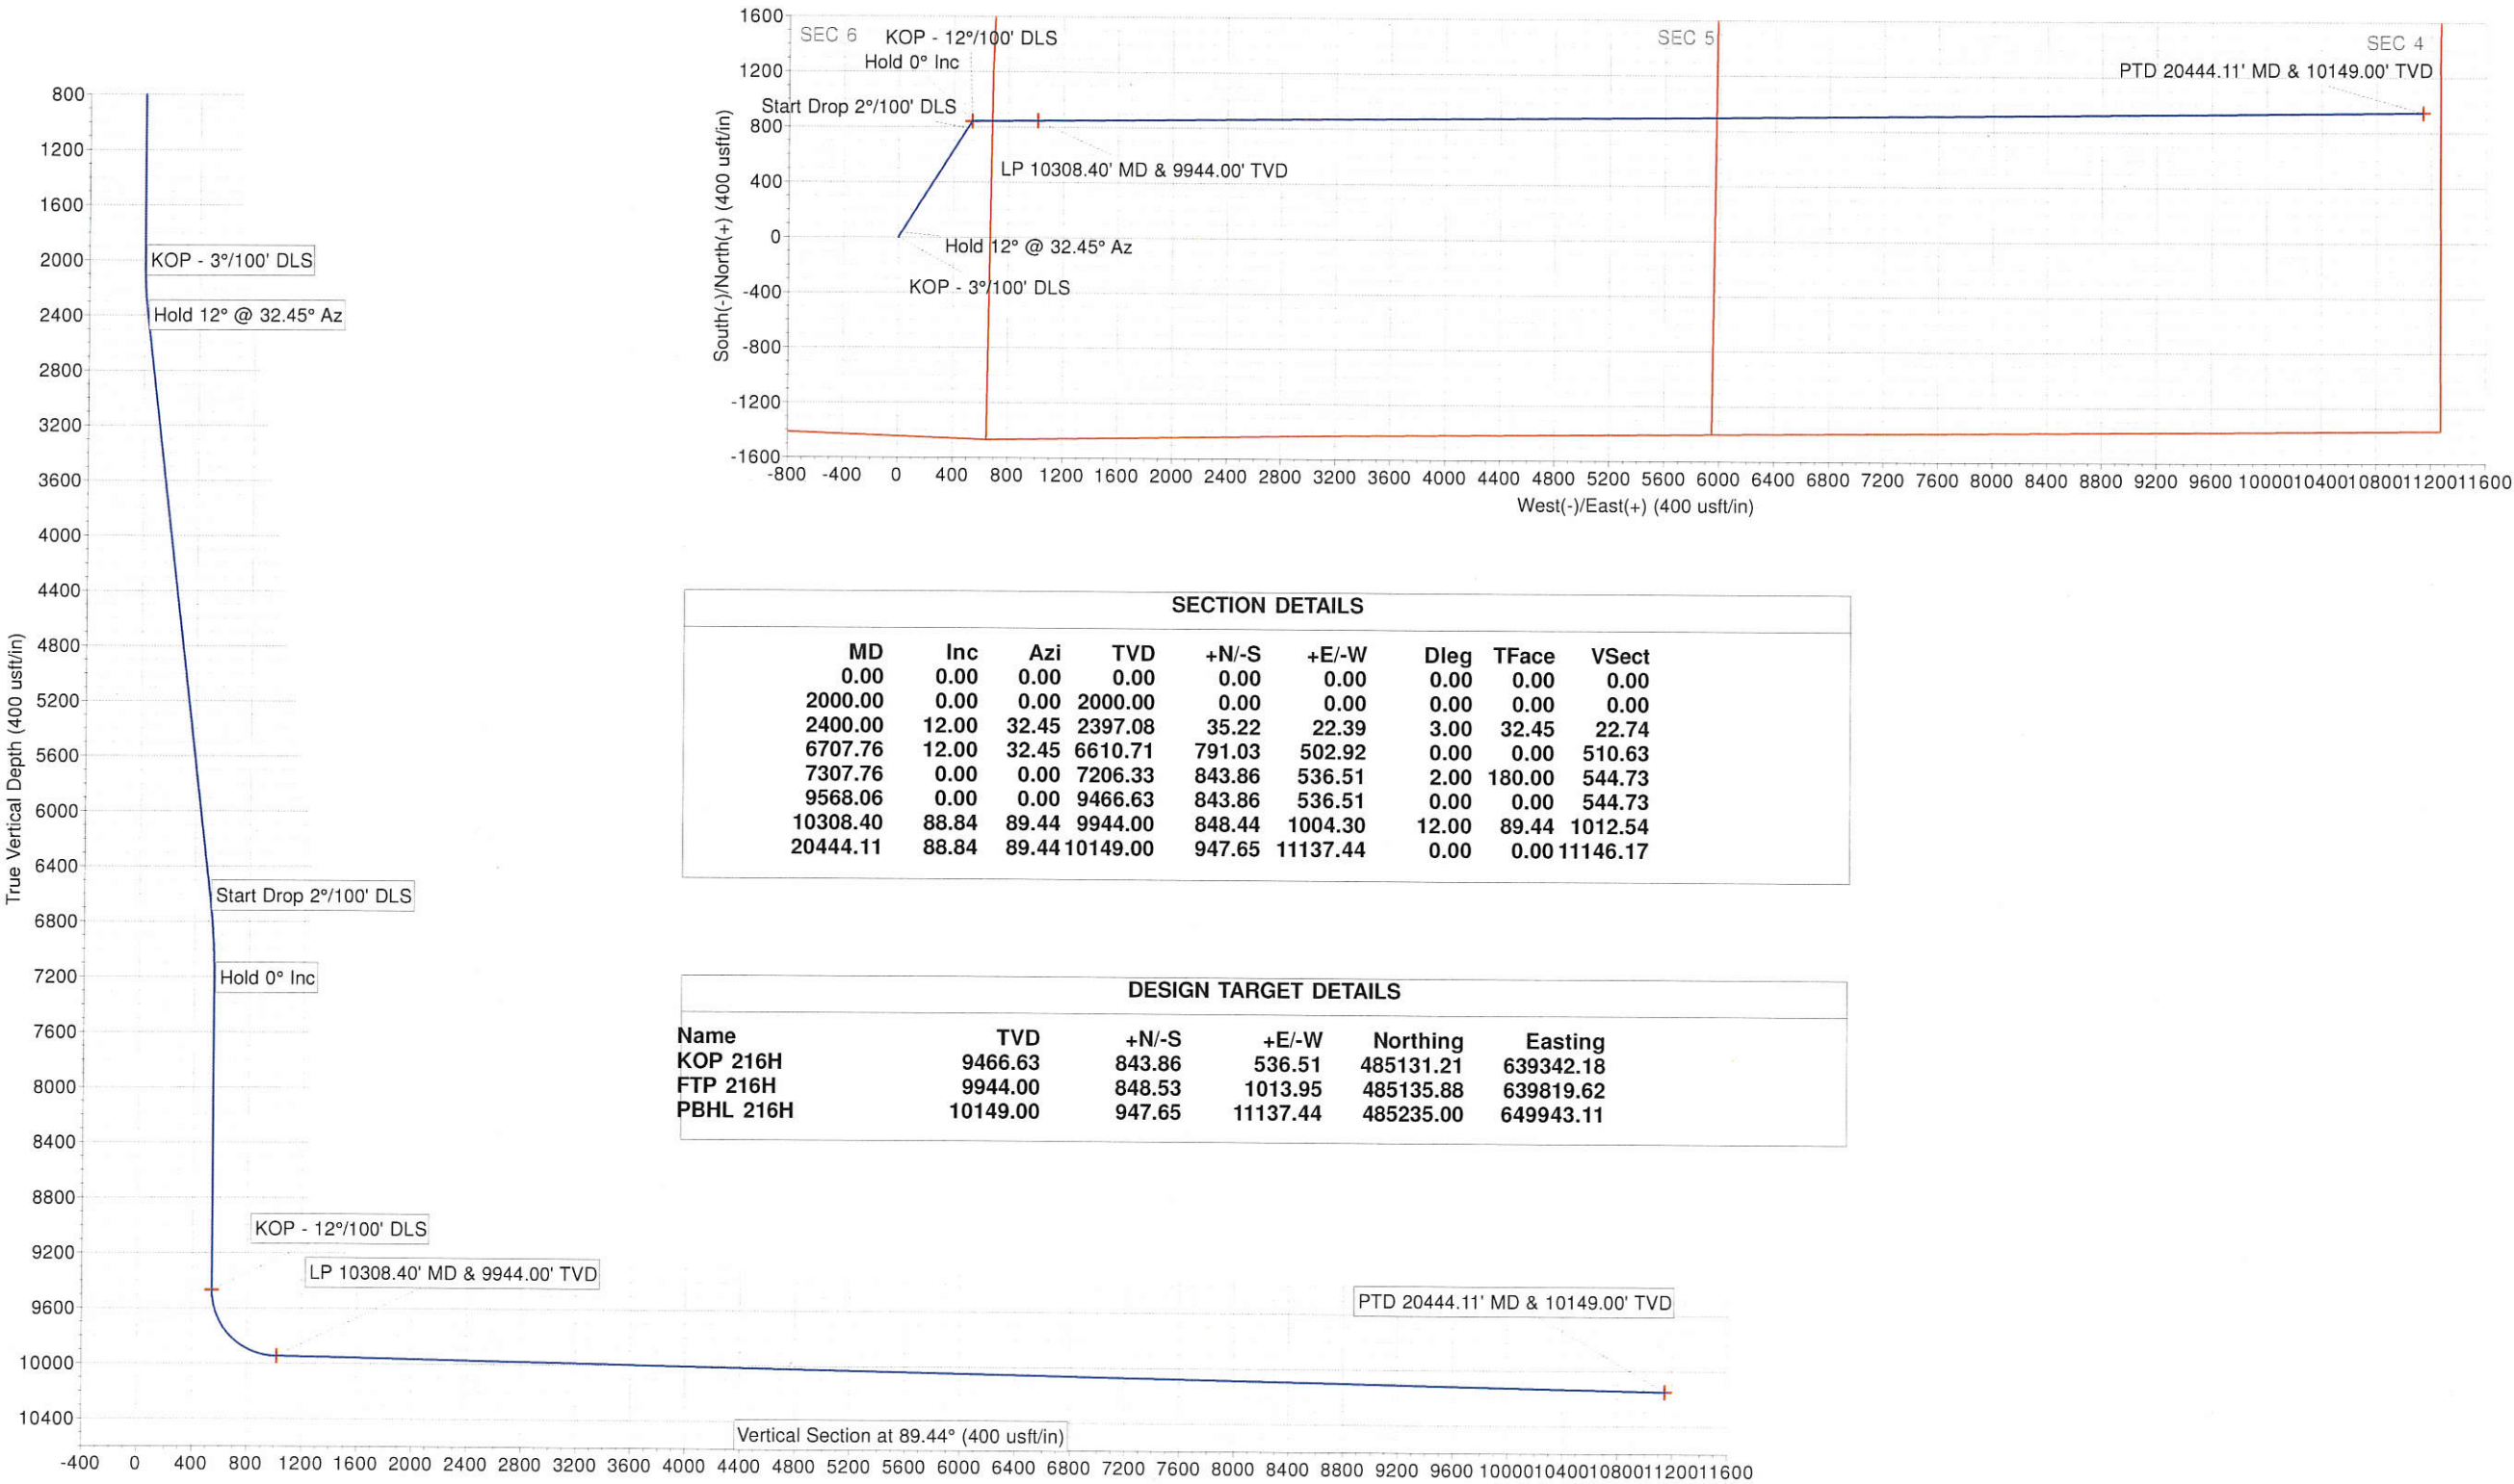 1600
1200
800
400
0
-400
-800
-1200
-1600
South(-)/North(+) (400 usft/in)
SEC 6
KOP - 12°/100' DLS
Hold 0° Inc
Start Drop 2°/100' DLS
LP 10308.40' MD & 9944.00' TVD
Hold 12° @ 32.45° Az
KOP - 3°/100' DLS
SEC 5
SEC 4
PTD 20444.11' MD & 10149.00' TVD
-800 -400 0 400 800 1200 1600 2000 2400 2800 3200 3600 4000 4400 4800 5200 5600 6000 6400 6800 7200 7600 8000 8400 8800 9200 9600 10000 10400 10800 11200 11600
West(-)/East(+) (400 usft/in)
800
1200
1600
2000
2400
2800
3200
3600
4000
4400
4800
5200
5600
6000
6400
6800
7200
7600
8000
8400
8800
9200
9600
10000
10400
True Vertical Depth (400 usft/in)
KOP - 3°/100' DLS
Hold 12° @ 32.45° Az
Start Drop 2°/100' DLS
Hold 0° Inc
KOP - 12°/100' DLS
LP 10308.40' MD & 9944.00' TVD
PTD 20444.11' MD & 10149.00' TVD
Vertical Section at 89.44° (400 usft/in)
-400 0 400 800 1200 1600 2000 2400 2800 3200 3600 4000 4400 4800 5200 5600 6000 6400 6800 7200 7600 8000 8400 8800 9200 9600 10000 10400 10800 11200 11600
SECTION DETAILS
MD Inc Azi TVD +N/-S +E/-W Dleg TFace VSect
0.00 0.00 0.00 0.00 0.00 0.00 0.00 0.00 0.00
2000.00 0.00 0.00 2000.00 0.00 0.00 0.00 0.00 0.00
2400.00 12.00 32.45 2397.08 35.22 22.39 3.00 32.45 22.74
6707.76 12.00 32.45 6610.71 791.03 502.92 0.00 0.00 510.63
7307.76 0.00 0.00 7206.33 843.86 536.51 2.00 180.00 544.73
9568.06 0.00 0.00 9466.63 843.86 536.51 0.00 0.00 544.73
10308.40 88.84 89.44 9944.00 848.44 1004.30 12.00 89.44 1012.54
20444.11 88.84 89.44 10149.00 947.65 11137.44 0.00 0.00 11146.17
DESIGN TARGET DETAILS
Name TVD +N/-S +E/-W Northing Easting
KOP 216H 9466.63 843.86 536.51 485131.21 639342.18
FTP 216H 9944.00 848.53 1013.95 485135.88 639819.62
PBHL 216H 10149.00 947.65 11137.44 485235.00 649943.11